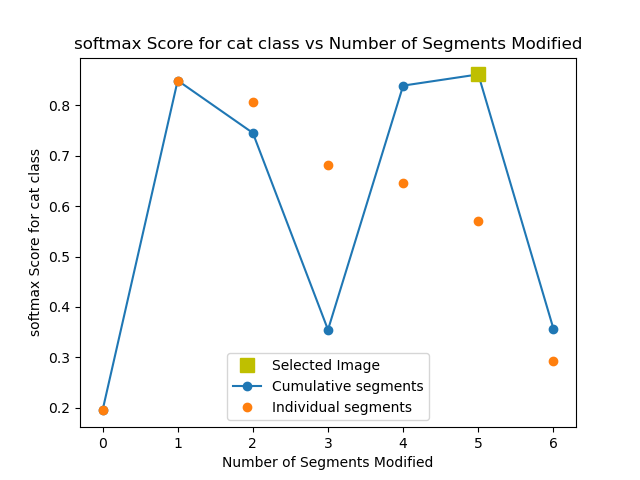 softmax Score for cat class vs Number of Segments Modified
softmax Score for cat class
0.8
0.7
0.6
0.5
0.4
0.3
0.2
Selected Image
Cumulative segments
Individual segments
0 1 2 3 4 5 6
Number of Segments Modified